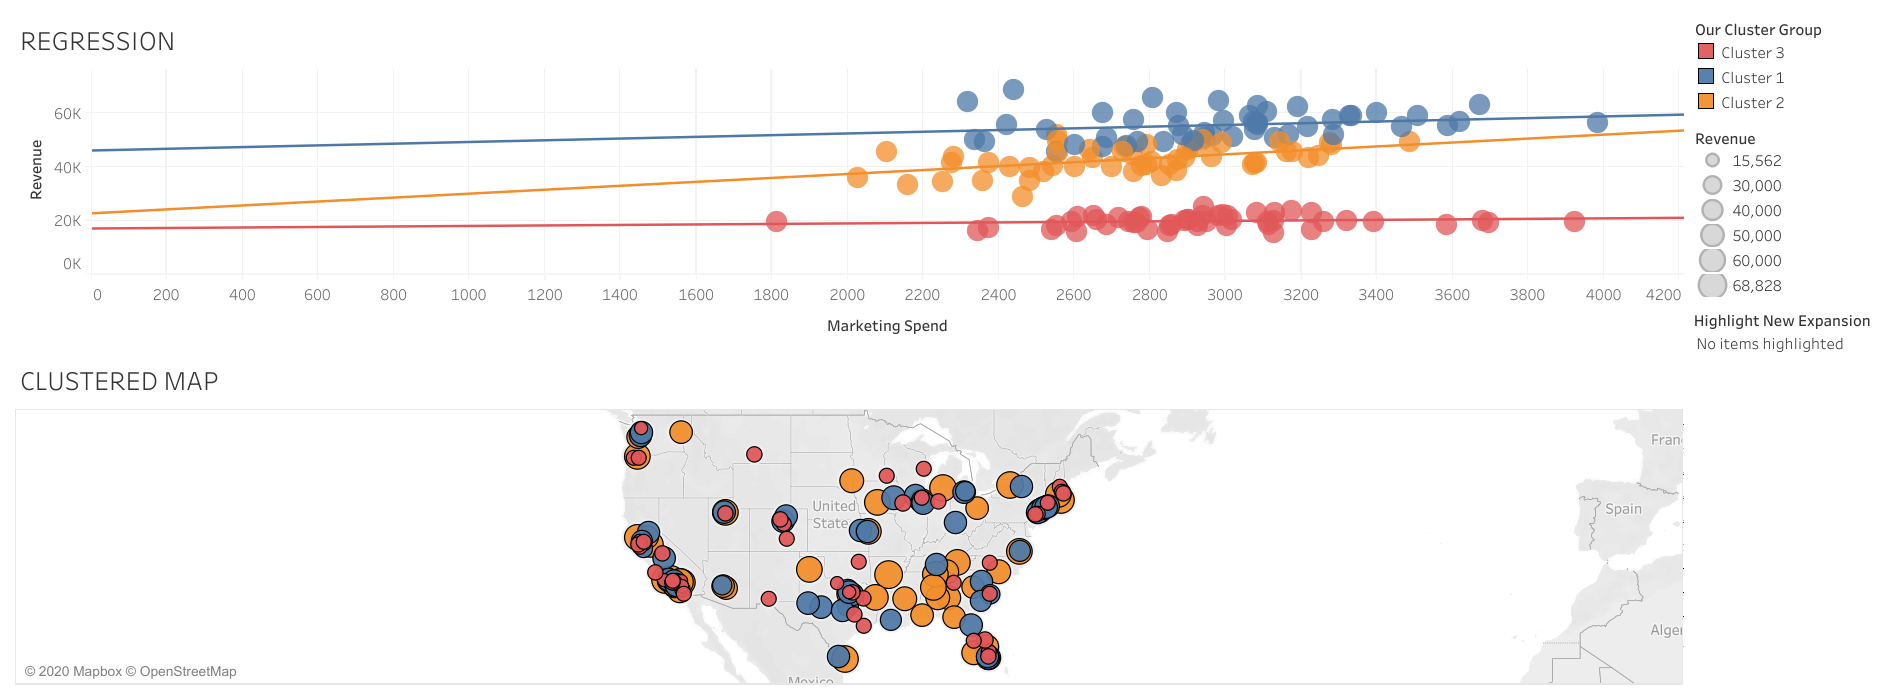 REGRESSION
Revenue
60K
40K
20K
0K
0 200 400 600 800 1000 1200 1400 1600 1800 2000 2200 2400 2600 2800 3000 3200 3400 3600 3800 4000 4200
Marketing Spend
Our Cluster Group
Cluster 3
Cluster 1
Cluster 2
Revenue
15,562
30,000
40,000
50,000
60,000
68,828
Highlight New Expansion
No items highlighted
CLUSTERED MAP
United
State
Fran
Spain
Alger
Mexico
© 2020 Mapbox © OpenStreetMap